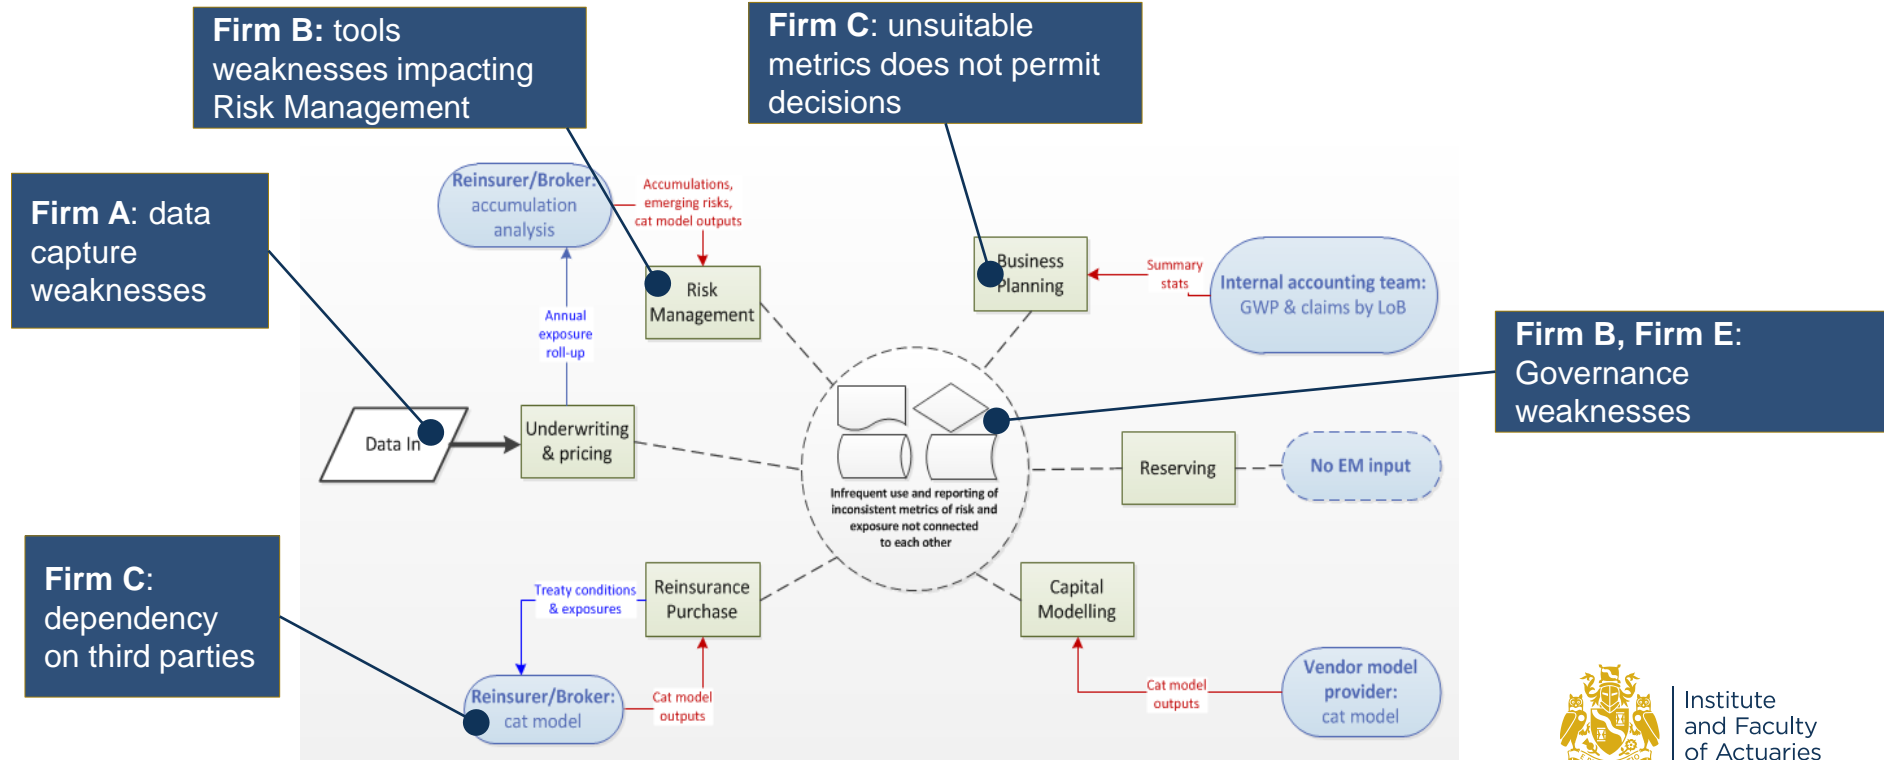 Firm B: tools
weaknesses impacting
Risk Management
Firm C: unsuitable
metrics does not permit
decisions
Firm A: data
capture
weaknesses
Reinsurer/Broker:
accumulation
analysis
Accumulations,
emerging risks,
cat model outputs
Risk
Management
Business
Planning
Summary
stats
Internal accounting team:
GWP & claims by LoB
Firm B, Firm E:
Governance
weaknesses
Annual
exposure
roll-up
Data In
Underwriting
& pricing
Infrequent use and reporting of
inconsistent metrics of risk and
exposure not connected
to each other
Reserving
No EM input
Firm C:
dependency
on third parties
Treaty conditions
& exposures
Reinsurance
Purchase
Reinsurer/Broker:
cat model
Cat model
outputs
Capital
Modelling
Cat model
outputs
Vendor model
provider:
cat model
Institute
and Faculty
of Actuaries